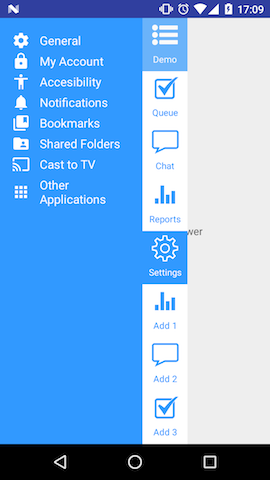 17:09
General
My Account
Accesibility
Notifications
Bookmarks
Shared Folders
Cast to TV
Other
Applications
Demo
Queue
Chat
Reports
Settings
Add 1
Add 2
Add 3
wer